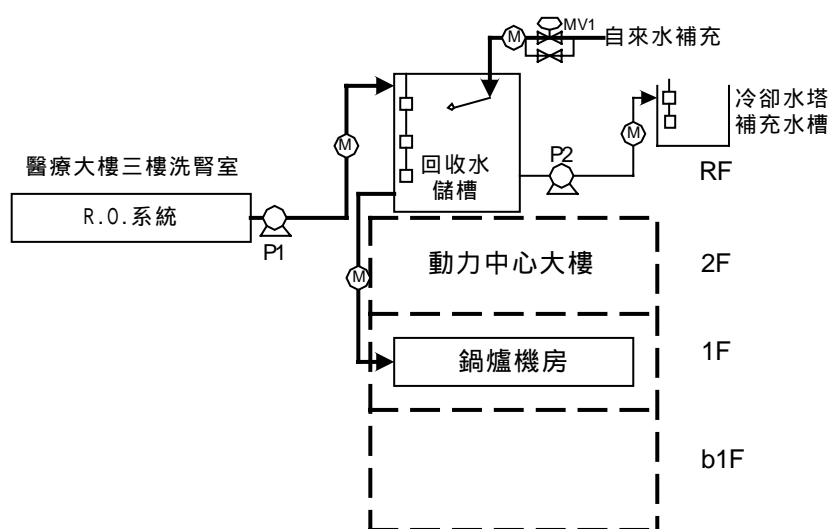 MV1
自來水補充
M
M
冷卻水塔
補充水槽
M
醫療大樓三樓洗腎室
回收水
儲槽
P2
RF
R.O.系統
P1
M
動力中心大樓
2F
鍋爐機房
1F
b1F